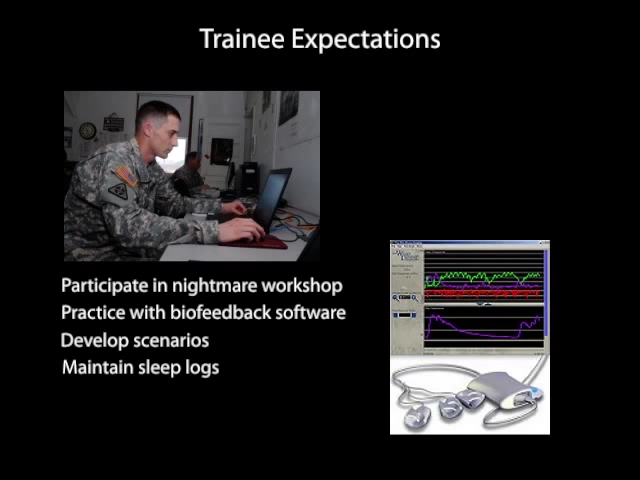 Trainee Expectations
Participate in nightmare workshop
Practice with biofeedback software
Develop scenarios
Maintain sleep logs